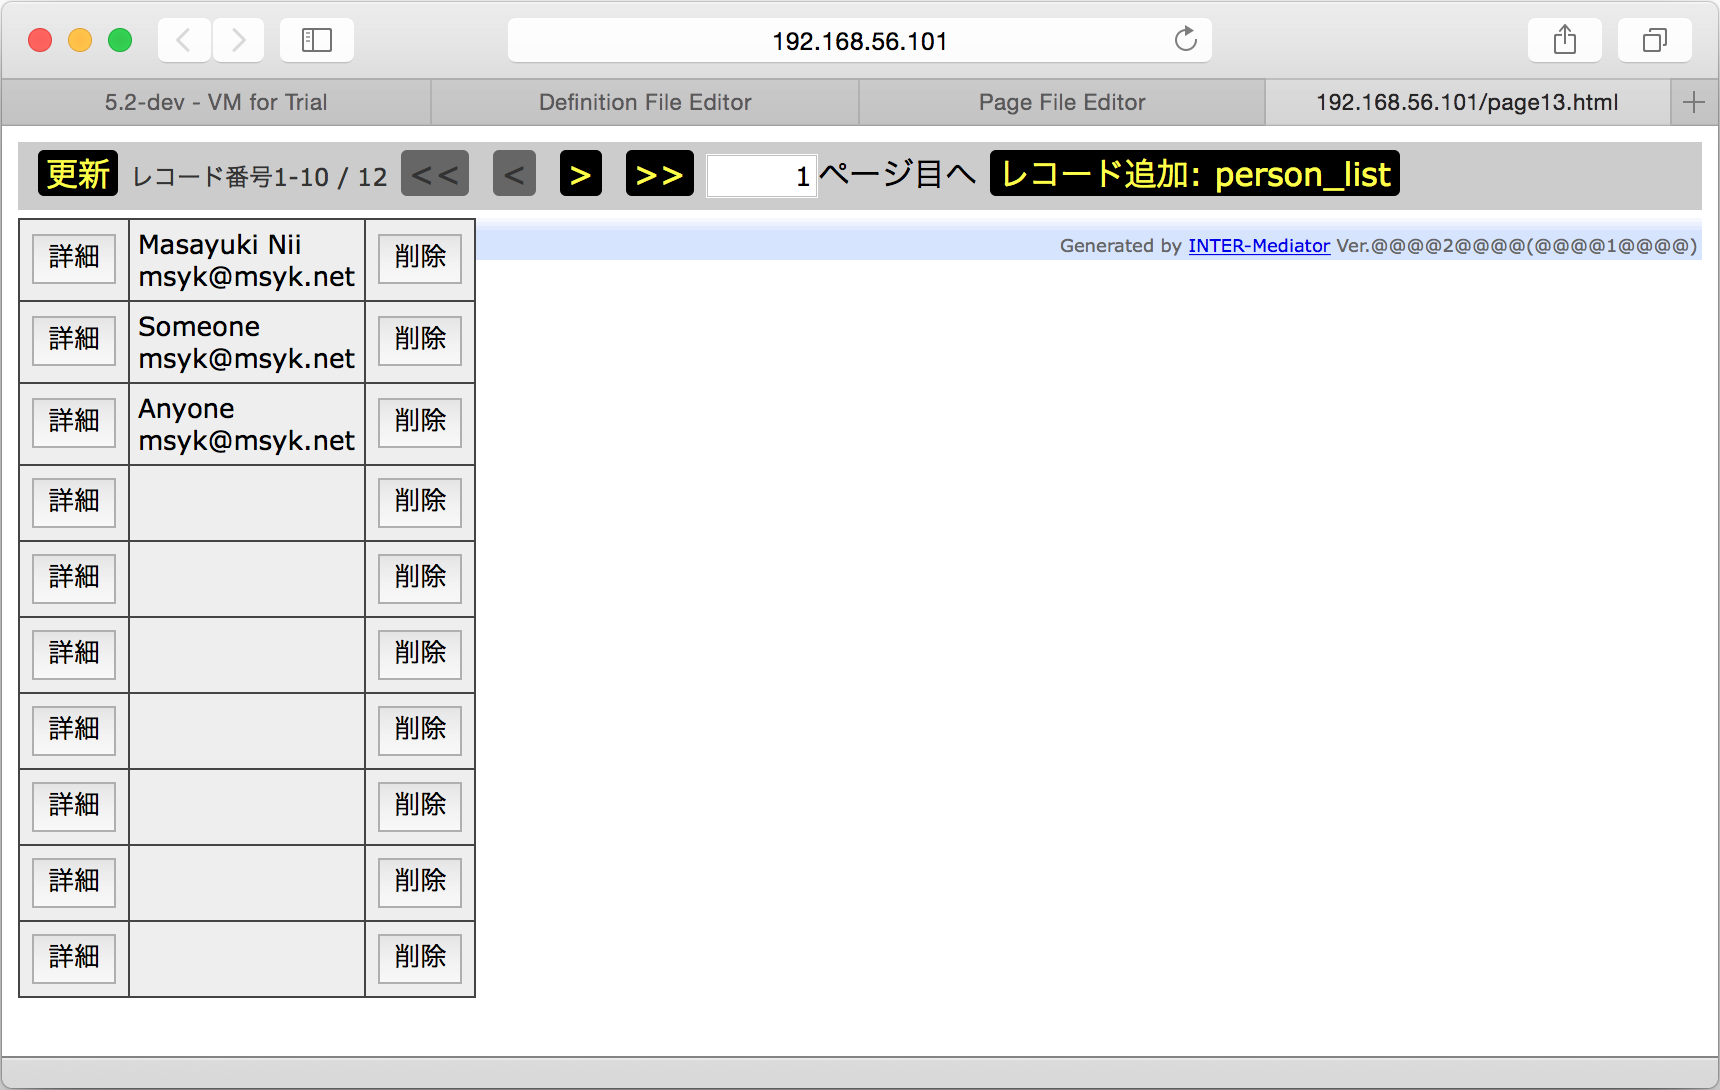 192.168.56.101
5.2-dev - VM for Trial
Definition File Editor
Page File Editor
192.168.56.101/page13.html
更新 レコード番号1-10 / 12 << < > >> 1 ページ目へ レコード追加: person_list
Generated by INTER-Mediator Ver.@@@@2@@@@(@@@@1@@@@)
詳細 Masayuki Nii 削除
msyk@msyk.net
詳細 Someone 削除
msyk@msyk.net
詳細 Anyone 削除
msyk@msyk.net
詳細 削除
詳細 削除
詳細 削除
詳細 削除
詳細 削除
詳細 削除
詳細 削除